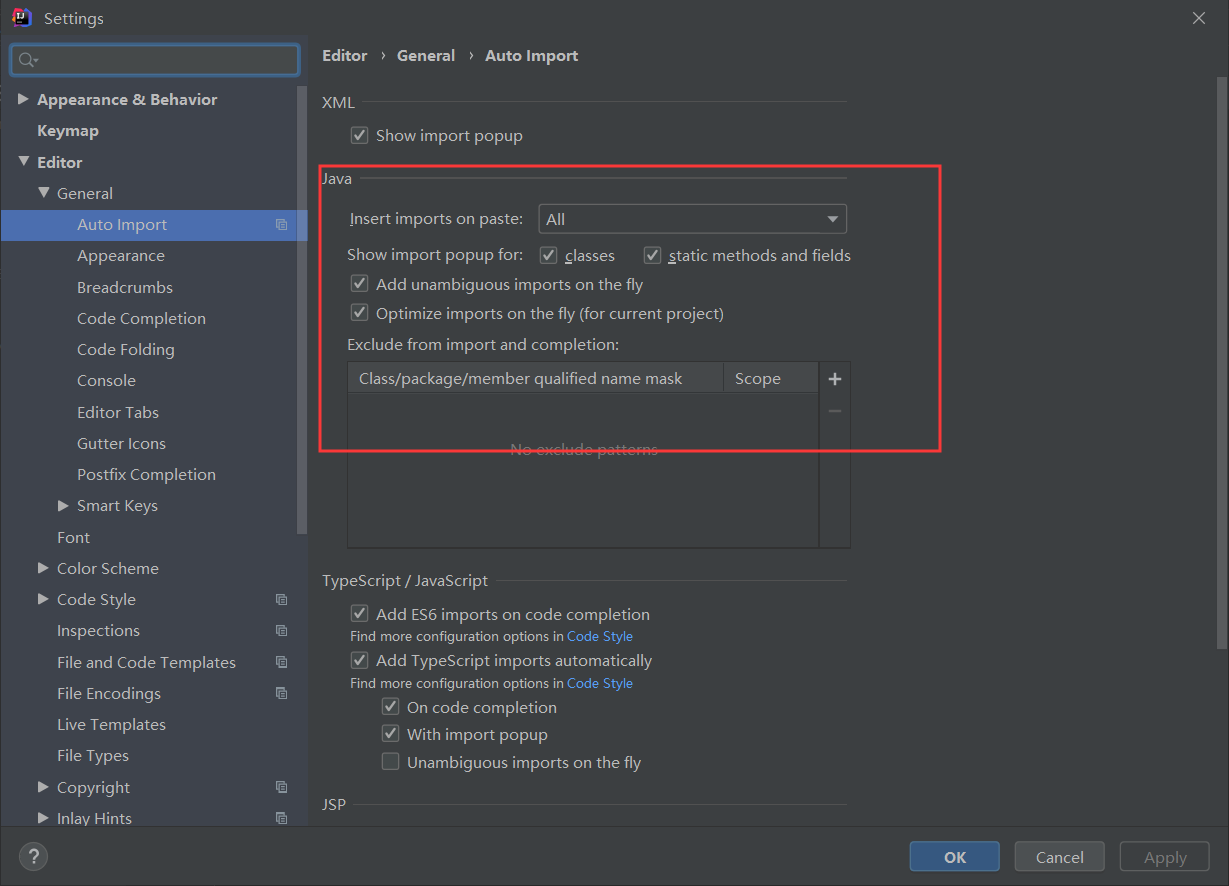 Settings
Editor › General › Auto Import
Appearance & Behavior
Keymap
Editor
General
Auto Import
Appearance
Breadcrumbs
Code Completion
Code Folding
Console
Editor Tabs
Gutter Icons
Postfix Completion
Smart Keys
Font
Color Scheme
Code Style
Inspections
File and Code Templates
File Encodings
Live Templates
File Types
Copyright
Inlay Hints
XML
Show import popup
Java
Insert imports on paste: All
Show import popup for: classes static methods and fields
Add unambiguous imports on the fly
Optimize imports on the fly (for current project)
Exclude from import and completion:
Class/package/member qualified name mask Scope
No exclude patterns
TypeScript / JavaScript
Add ES6 imports on code completion
Find more configuration options in Code Style
Add TypeScript imports automatically
Find more configuration options in Code Style
On code completion
With import popup
Unambiguous imports on the fly
JSP
? OK Cancel Apply